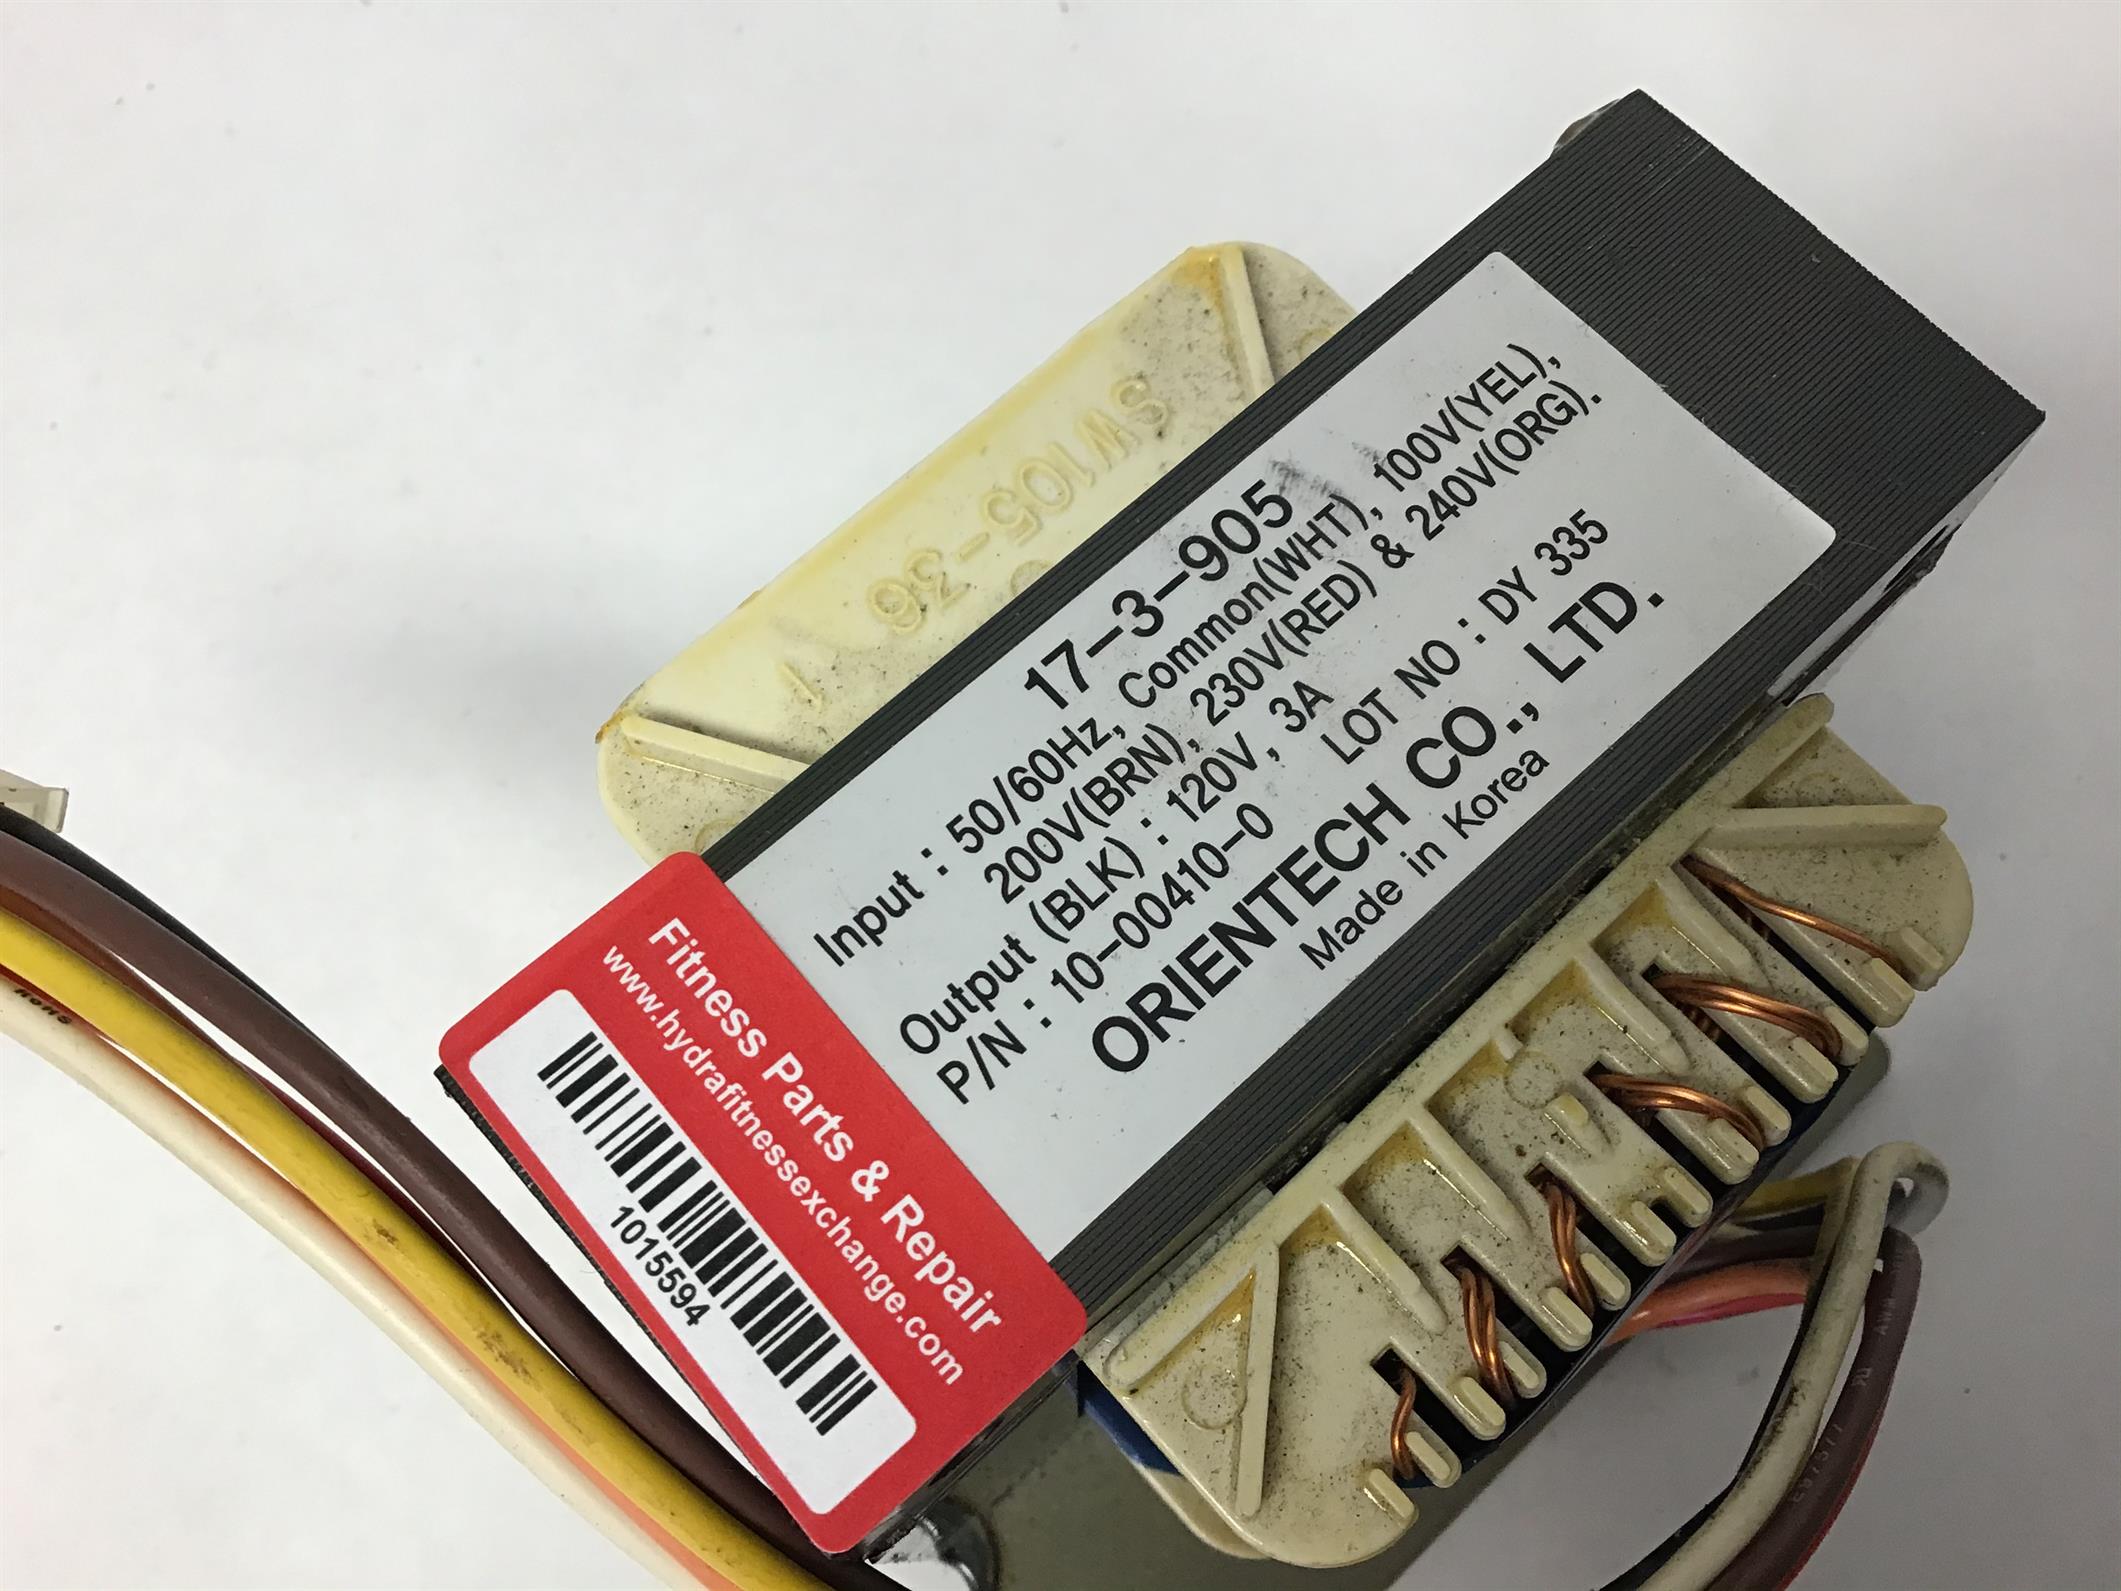 SW105-36
17-3-905
Input : 50/60Hz, Common(WHT), 100V(YEL),
200V(BRN), 230V(RED) & 240V(ORG).
Output (BLK) : 120V, 3A
P/N : 10-00410-0 LOT NO : DY 335
ORIENTECH CO., LTD.
Made in Korea
Fitness Parts & Repair
www.hydrafitnessexchange.com
1015594
RoHS